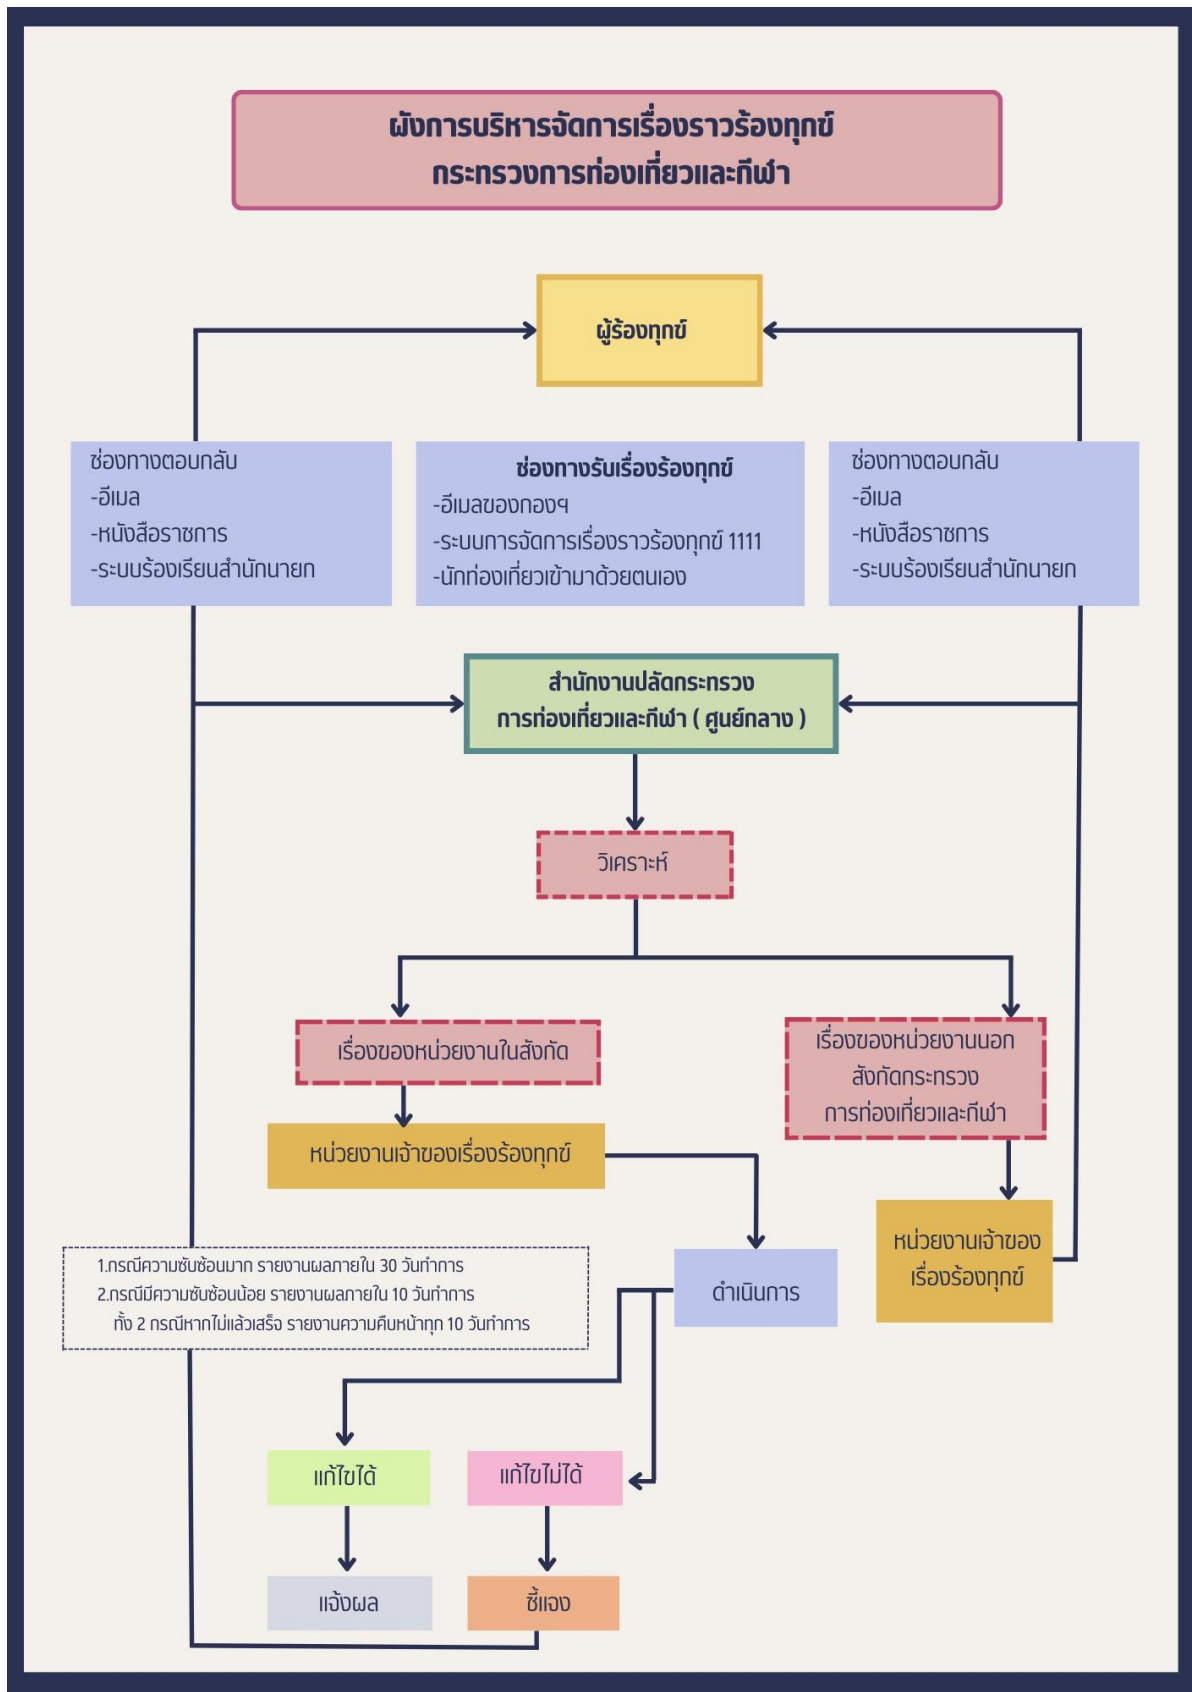 ผังการบริหารจัดการเรื่องราวร้องทุกข์
กระทรวงการท่องเที่ยวและกีฬา
ผู้ร้องทุกข์
ช่องทางตอบกลับ
-อีเมล
-หนังสือราชการ
-ระบบร้องเรียนสำนักนายก
ช่องทางรับเรื่องร้องทุกข์
-อีเมลของกองฯ
-ระบบการจัดการเรื่องราวร้องทุกข์ 1111
-นักท่องเที่ยวเข้ามาด้วยตนเอง
ช่องทางตอบกลับ
-อีเมล
-หนังสือราชการ
-ระบบร้องเรียนสำนักนายก
สำนักงานปลัดกระทรวง
การท่องเที่ยวและกีฬา ( ศูนย์กลาง )
วิเคราะห์
เรื่องของหน่วยงานในสังกัด
เรื่องของหน่วยงานนอก
สังกัดกระทรวง
การท่องเที่ยวและกีฬา
หน่วยงานเจ้าของเรื่องร้องทุกข์
หน่วยงานเจ้าของ
เรื่องร้องทุกข์
1.กรณีความซับซ้อนมาก รายงานผลภายใน 30 วันทำการ
2.กรณีมีความซับซ้อนน้อย รายงานผลภายใน 10 วันทำการ
ทั้ง 2 กรณีหากไม่แล้วเสร็จ รายงานความคืบหน้าทุก 10 วันทำการ
ดำเนินการ
แก้ไขได้
แก้ไขไม่ได้
แจ้งผล
ชี้แจง